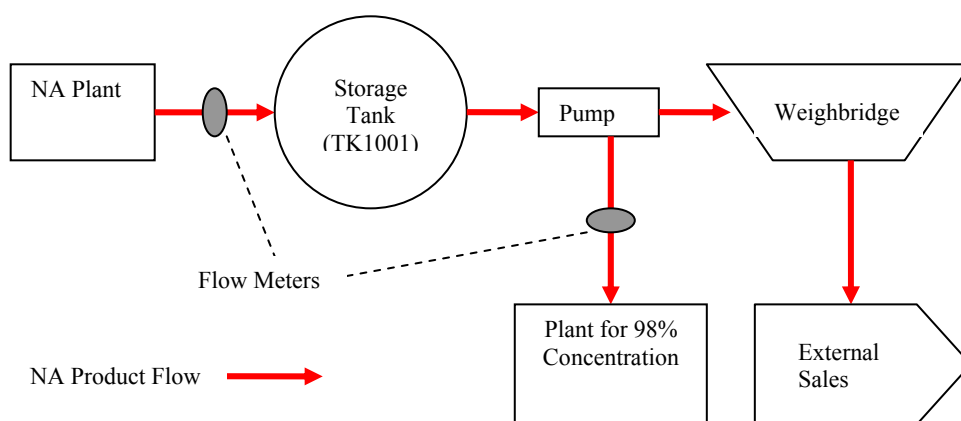 NA Plant
Storage
Tank
(TK1001)
Pump
Weighbridge
Flow Meters
Plant for 98%
Concentration
External
Sales
NA Product Flow